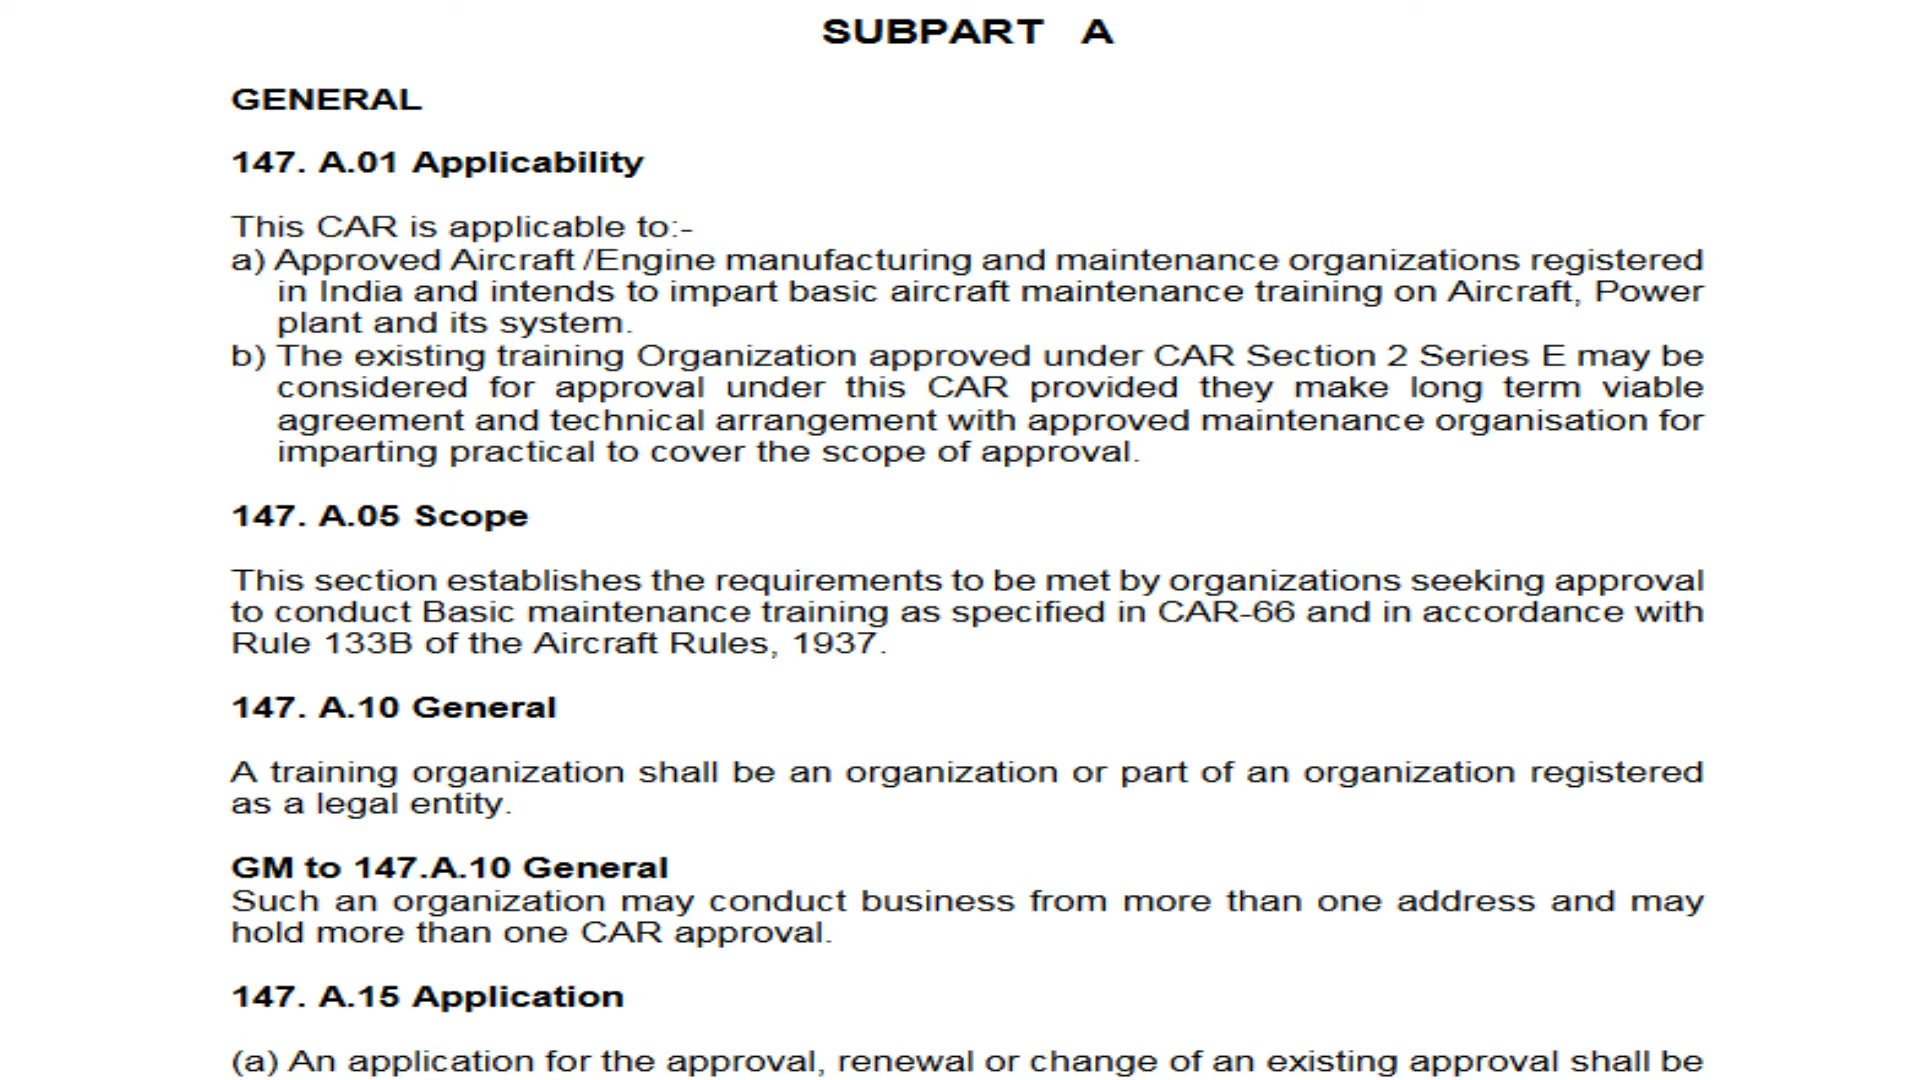 SUBPART A
GENERAL
147. A.01 Applicability
This CAR is applicable to:-
a) Approved Aircraft /Engine manufacturing and maintenance organizations registered
in India and intends to impart basic aircraft maintenance training on Aircraft, Power
plant and its system.
b) The existing training Organization approved under CAR Section 2 Series E may be
considered for approval under this CAR provided they make long term viable
agreement and technical arrangement with approved maintenance organisation for
imparting practical to cover the scope of approval.
147. A.05 Scope
This section establishes the requirements to be met by organizations seeking approval
to conduct Basic maintenance training as specified in CAR-66 and in accordance with
Rule 133B of the Aircraft Rules, 1937.
147. A.10 General
A training organization shall be an organization or part of an organization registered
as a legal entity.
GM to 147.A.10 General
Such an organization may conduct business from more than one address and may
hold more than one CAR approval.
147. A.15 Application
(a) An application for the approval, renewal or change of an existing approval shall be